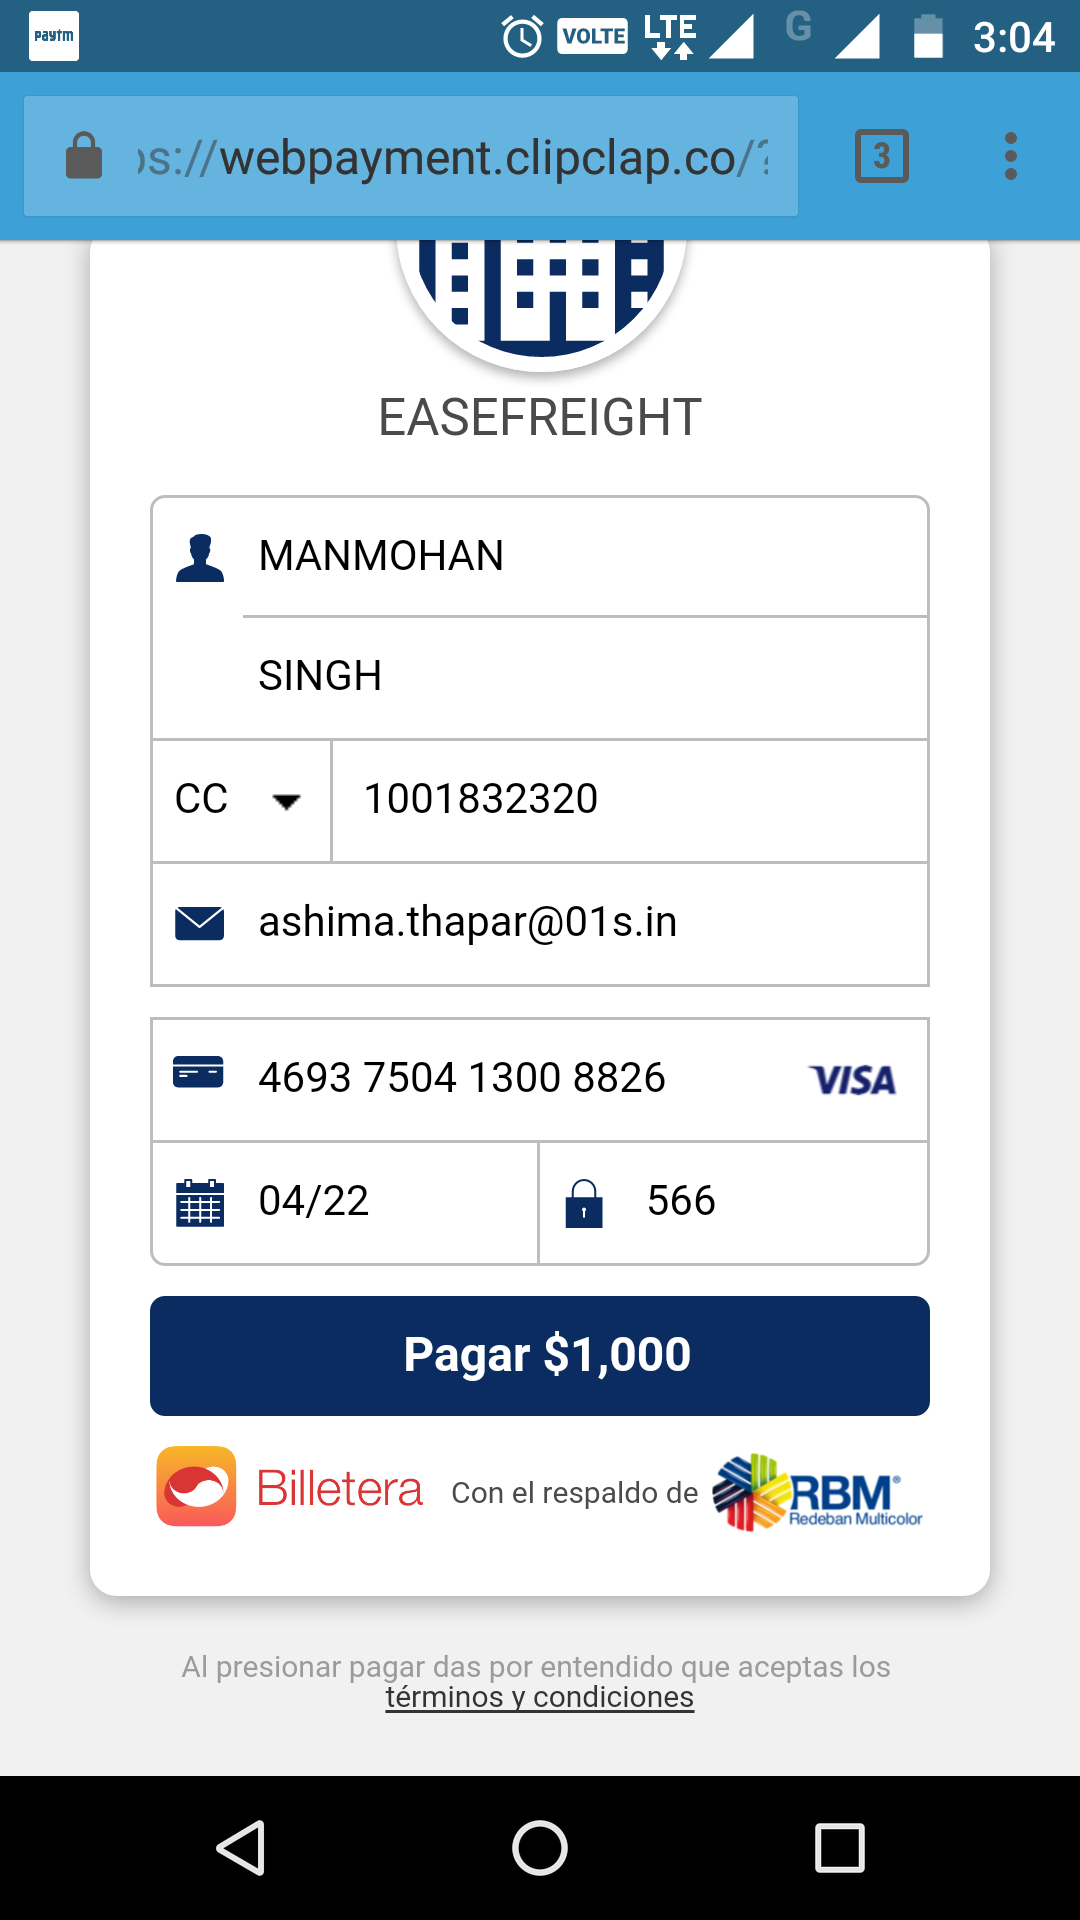 paytm VOLTE LTE G 3:04
s://webpayment.clipclap.co/? 3
EASEFREIGHT
MANMOHAN
SINGH
CC 1001832320
ashima.thapar@01s.in
4693 7504 1300 8826 VISA
04/22 566
Pagar $1,000
Billetera Con el respaldo de RBM®
Redeban Multicolor
Al presionar pagar das por entendido que aceptas los
términos y condiciones